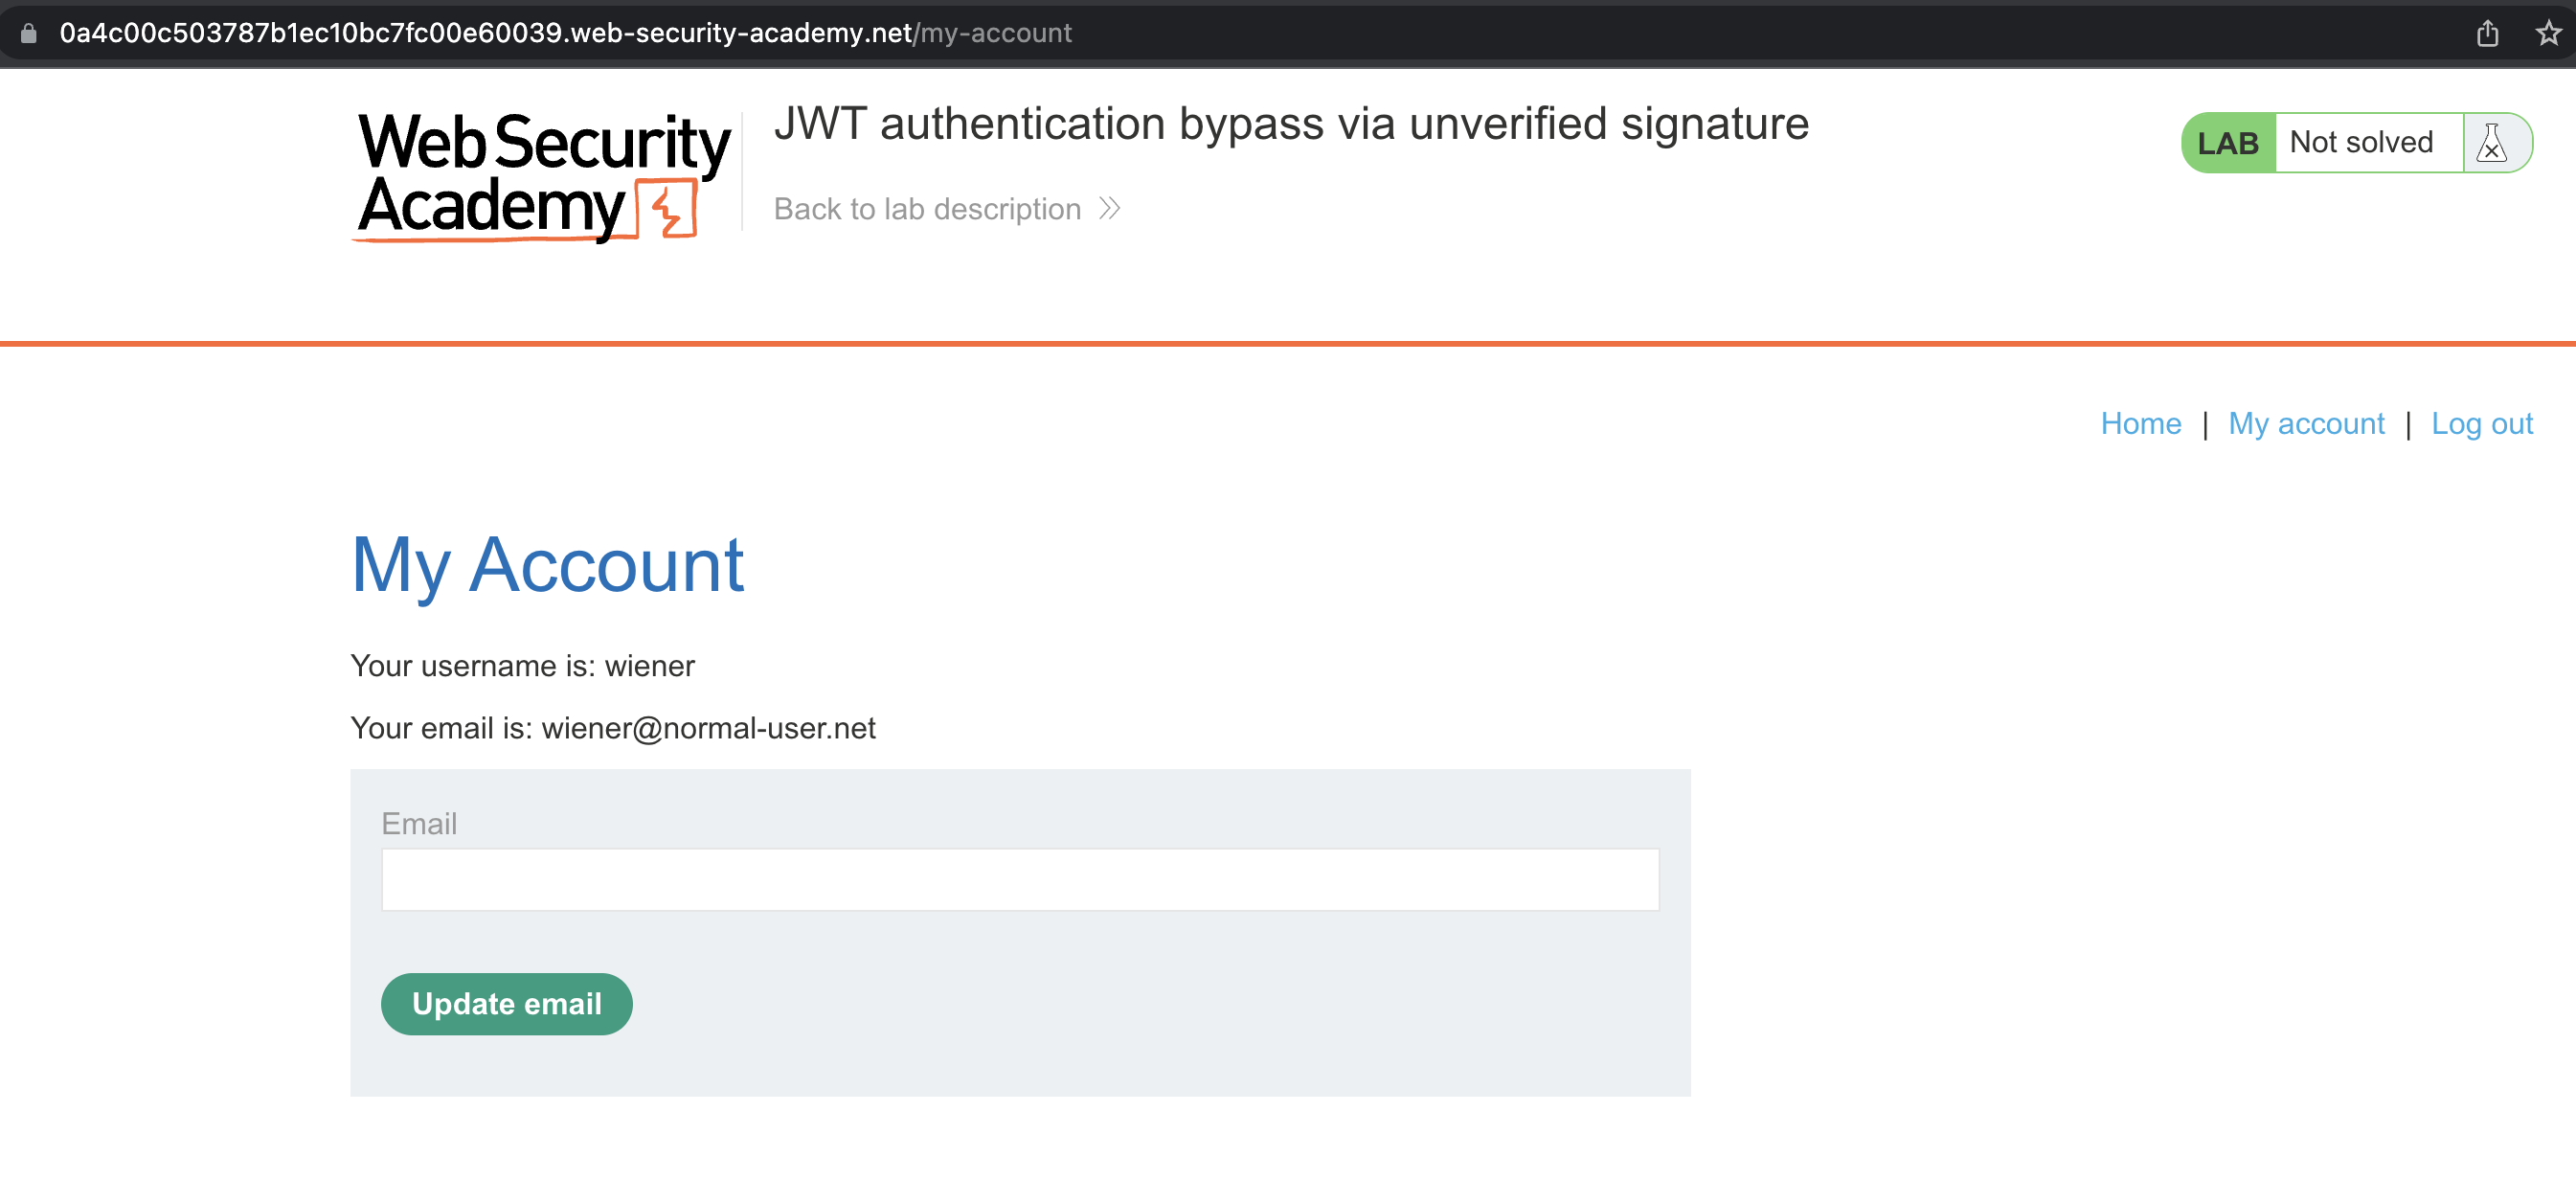 0a4c00c503787b1ec10bc7fc00e60039.web-security-academy.net/my-account
Web Security
Academy
JWT authentication bypass via unverified signature
Back to lab description
LAB Not solved
Home | My account | Log out
My Account
Your username is: wiener
Your email is: wiener@normal-user.net
Email
Update email